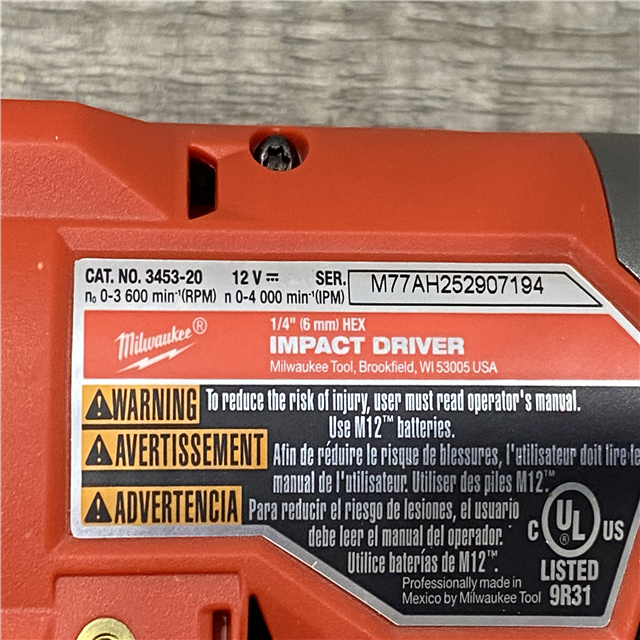 CAT. NO. 3453-20 12 V⎓ SER. M77AH252907194
n₀ 0-3 600 min⁻¹(RPM) n 0-4 000 min⁻¹(IPM)
Milwaukee®
1/4" (6 mm) HEX
IMPACT DRIVER
Milwaukee Tool, Brookfield, WI 53005 USA
WARNING To reduce the risk of injury, user must read operator's manual.
Use M12™ batteries.
AVERTISSEMENT Afin de réduire le risque de blessures, l'utilisateur doit lire le
manual de l'utilisateur. Utiliser des piles M12™.
ADVERTENCIA Para reducir el riesgo de lesiones, el usuario
debe leer el manual del operador.
Utilice baterías de M12™.
Professionally made in
Mexico by Milwaukee Tool
C UL® US
LISTED
9R31